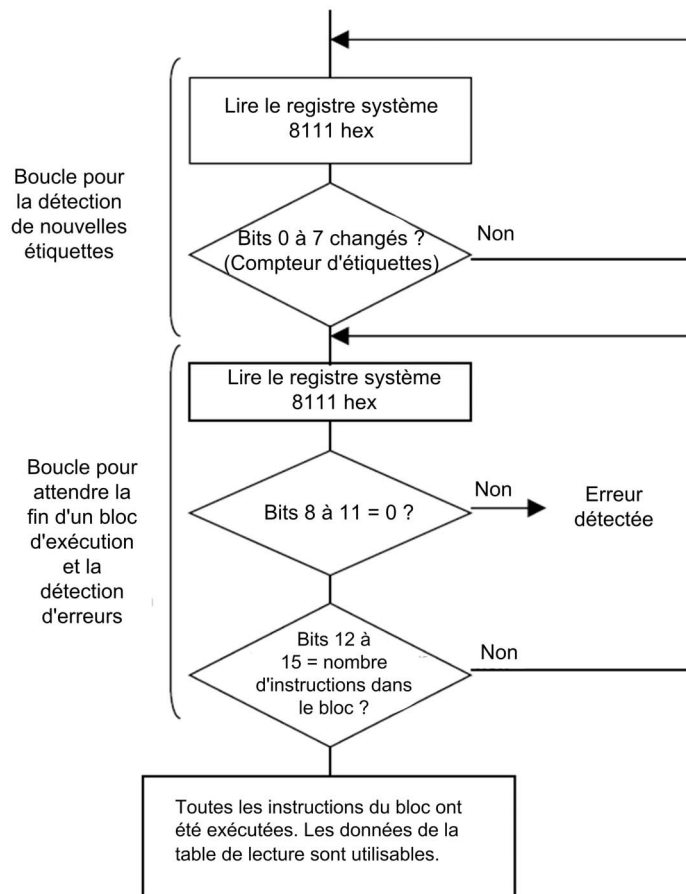 Lire le registre système
8111 hex
Boucle pour
la détection
de nouvelles
étiquettes
Bits 0 à 7 changés ?
(Compteur d'étiquettes)
Non
Lire le registre système
8111 hex
Boucle pour
attendre la
fin d'un bloc
d'exécution
et la
détection
d'erreurs
Bits 8 à 11 = 0 ?
Non
Erreur
détectée
Bits 12 à
15 = nombre
d'instructions dans
le bloc ?
Non
Toutes les instructions du bloc ont
été exécutées. Les données de la
table de lecture sont utilisables.